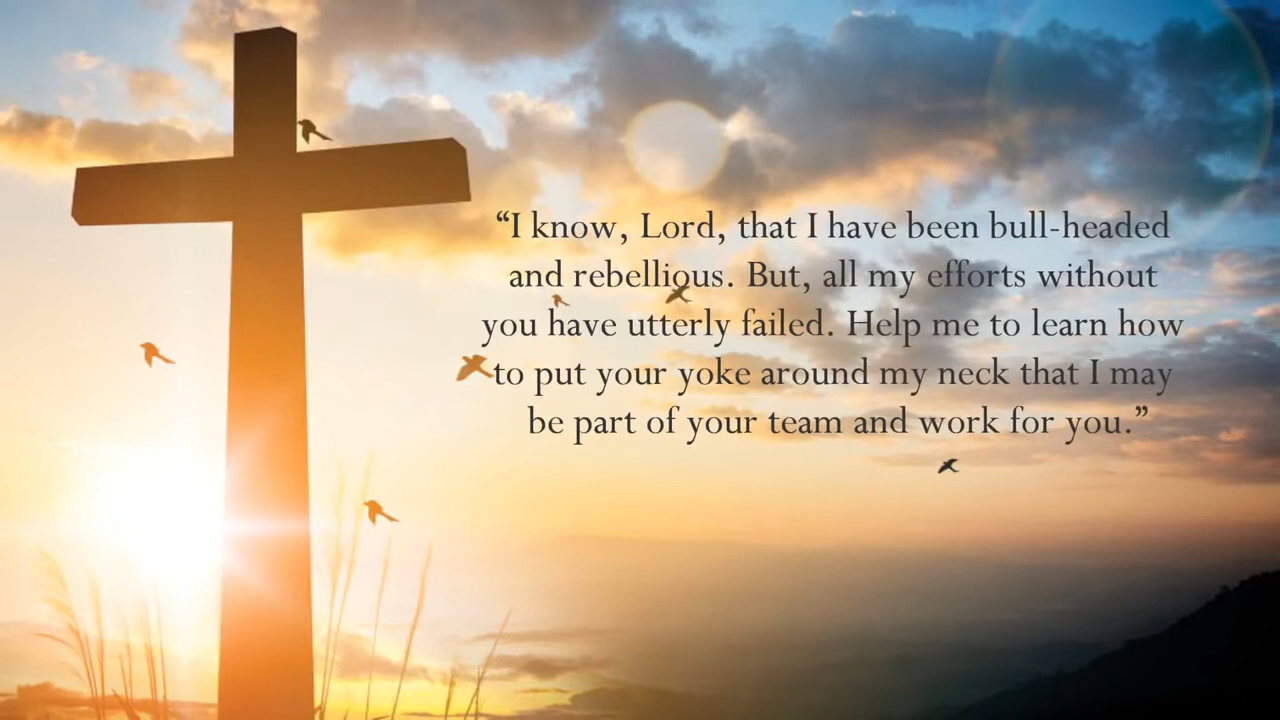 “I know, Lord, that I have been bull-headed
and rebellious. But, all my efforts without
you have utterly failed. Help me to learn how
to put your yoke around my neck that I may
be part of your team and work for you.”